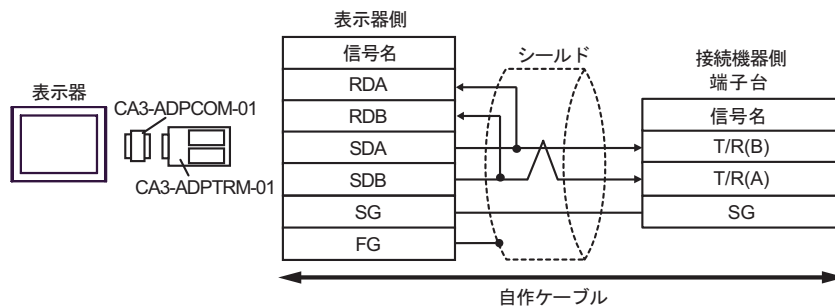 表示器
CA3-ADPCOM-01
CA3-ADPTRM-01
表示器側
信号名
RDA
RDB
SDA
SDB
SG
FG
シールド
接続機器側
端子台
信号名
T/R(B)
T/R(A)
SG
自作ケーブル